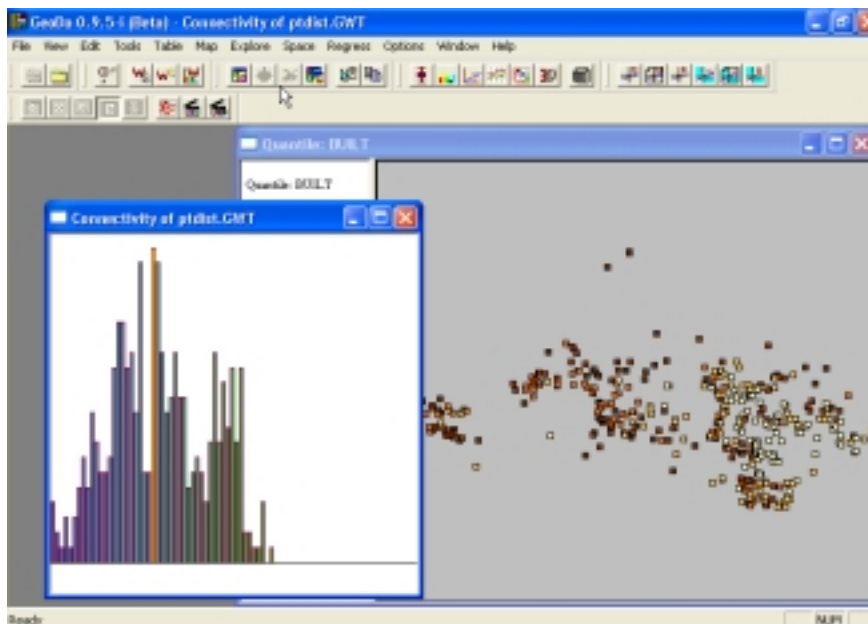 GeoDa 0.9.5-i (Beta) - Connectivity of ptdist.GWT
File View Edit Tools Table Map Explore Space Regress Options Window Help
3D
Quantile: BUILT
Quantile: BUILT
Connectivity of ptdist.GWT
Ready
NUM